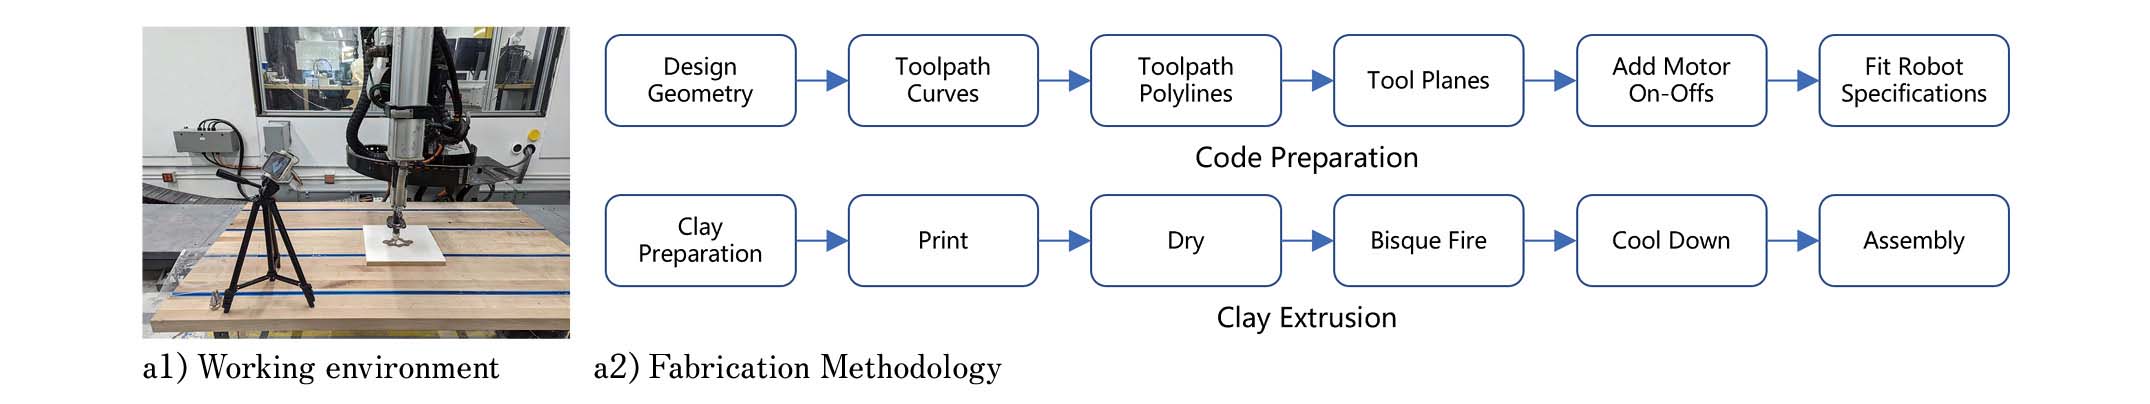 Design
Geometry
Toolpath
Curves
Toolpath
Polylines
Tool Planes
Add Motor
On-Offs
Fit Robot
Specifications
Code Preparation
Clay
Preparation
Print
Dry
Bisque Fire
Cool Down
Assembly
Clay Extrusion
a1) Working environment
a2) Fabrication Methodology